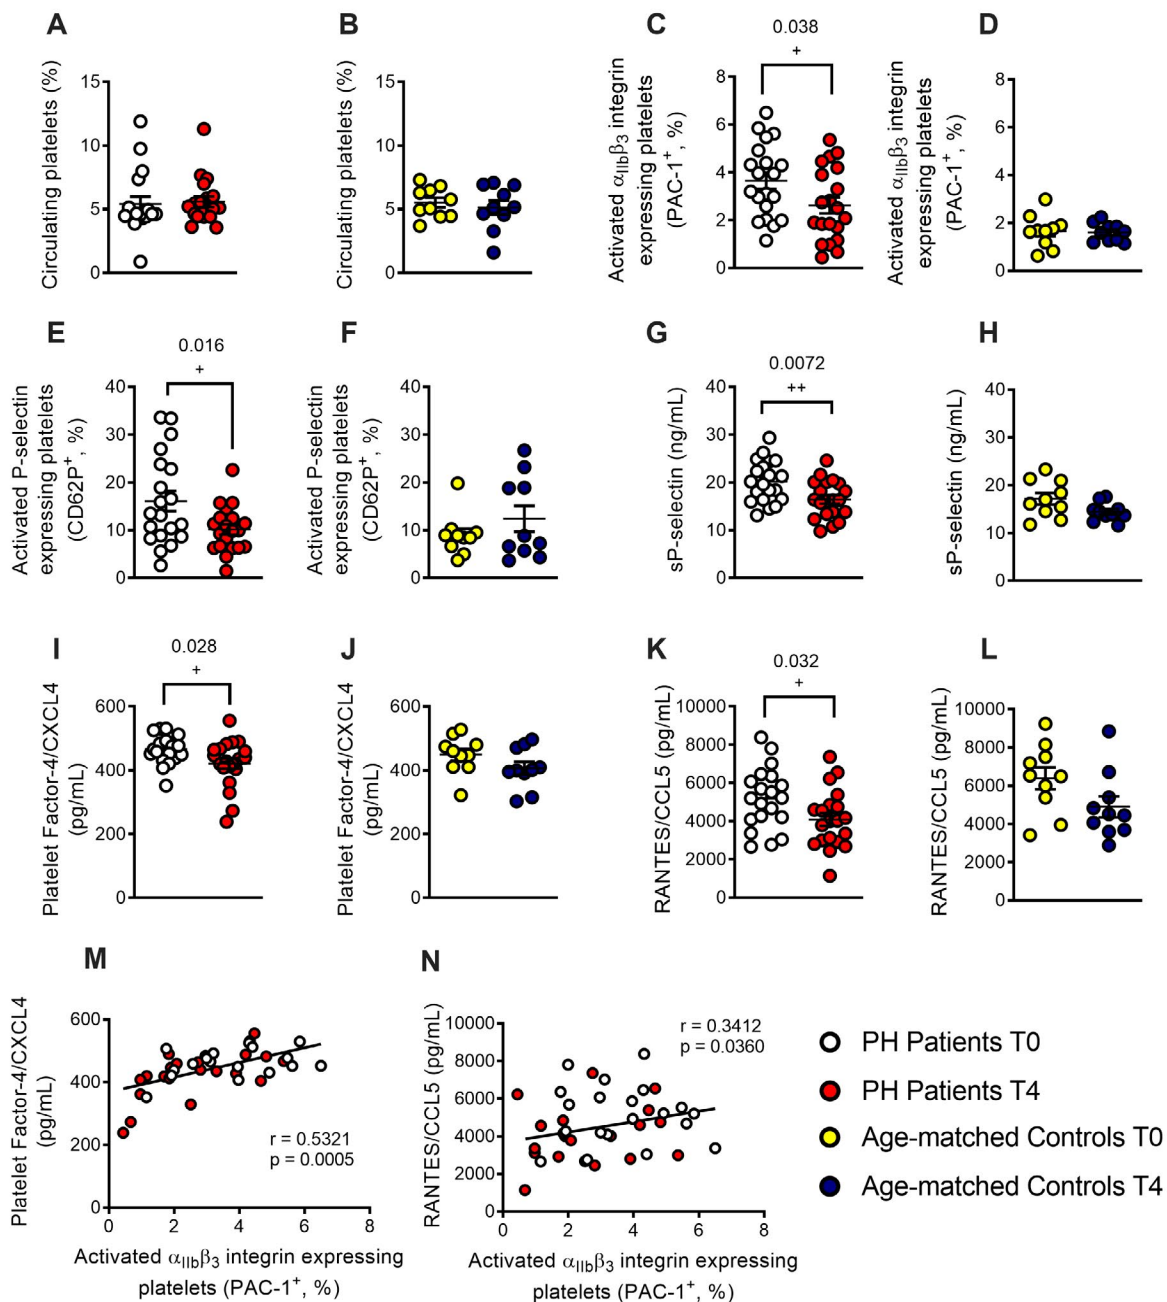 A
Circulating platelets (%)
15
10
5
0
B
Circulating platelets (%)
15
10
5
0
C
0.038
+
Activated αIIbβ3 integrin
expressing platelets
(PAC-1+, %)
8
6
4
2
0
D
Activated αIIbβ3 integrin
expressing platelets
(PAC-1+, %)
8
6
4
2
0
E
0.016
+
Activated P-selectin
expressing platelets
(CD62P+, %)
40
30
20
10
0
F
Activated P-selectin
expressing platelets
(CD62P+, %)
40
30
20
10
0
G
0.0072
++
sP-selectin (ng/mL)
40
30
20
10
0
H
sP-selectin (ng/mL)
40
30
20
10
0
I
0.028
+
Platelet Factor-4/CXCL4
(pg/mL)
600
400
200
0
J
Platelet Factor-4/CXCL4
(pg/mL)
600
400
200
0
K
0.032
+
RANTES/CCL5 (pg/mL)
10000
8000
6000
4000
2000
0
L
RANTES/CCL5 (pg/mL)
10000
8000
6000
4000
2000
0
M
Platelet Factor-4/CXCL4
(pg/mL)
600
400
200
0
r = 0.5321
p = 0.0005
0 2 4 6 8
Activated αIIbβ3 integrin expressing
platelets (PAC-1+, %)
N
RANTES/CCL5 (pg/mL)
10000
8000
6000
4000
2000
0
r = 0.3412
p = 0.0360
0 2 4 6 8
Activated αIIbβ3 integrin expressing
platelets (PAC-1+, %)
PH Patients T0
PH Patients T4
Age-matched Controls T0
Age-matched Controls T4